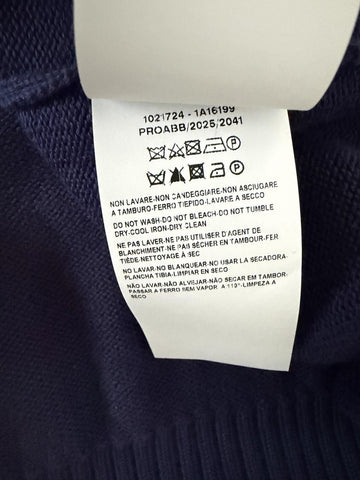 1021724 - 1A16199
PROABB/2025/2041
NON LAVARE-NON CANDEGGIARE-NON ASCIUGARE
A TAMBURO-FERRO TIEPIDO-LAVARE A SECCO
DO NOT WASH-DO NOT BLEACH-DO NOT TUMBLE
DRY-COOL IRON-DRY CLEAN
NE PAS LAVER-NE PAS UTILISER D'AGENT DE
BLANCHIMENT-NE PAS SÉCHER EN TAMBOUR-FER
TIÈDE-NETTOYAGE À SEC
NO LAVAR-NO BLANQUEAR-NO USAR LA SECADORA-
PLANCHA TIBIA-LIMPIAR EN SECO
NÃO LAVAR-NÃO ALVEJAR-NÃO SECAR EM TAMBOR-
PASSAR A FERRO SEM VAPOR A 110°-LIMPEZA A
SECO